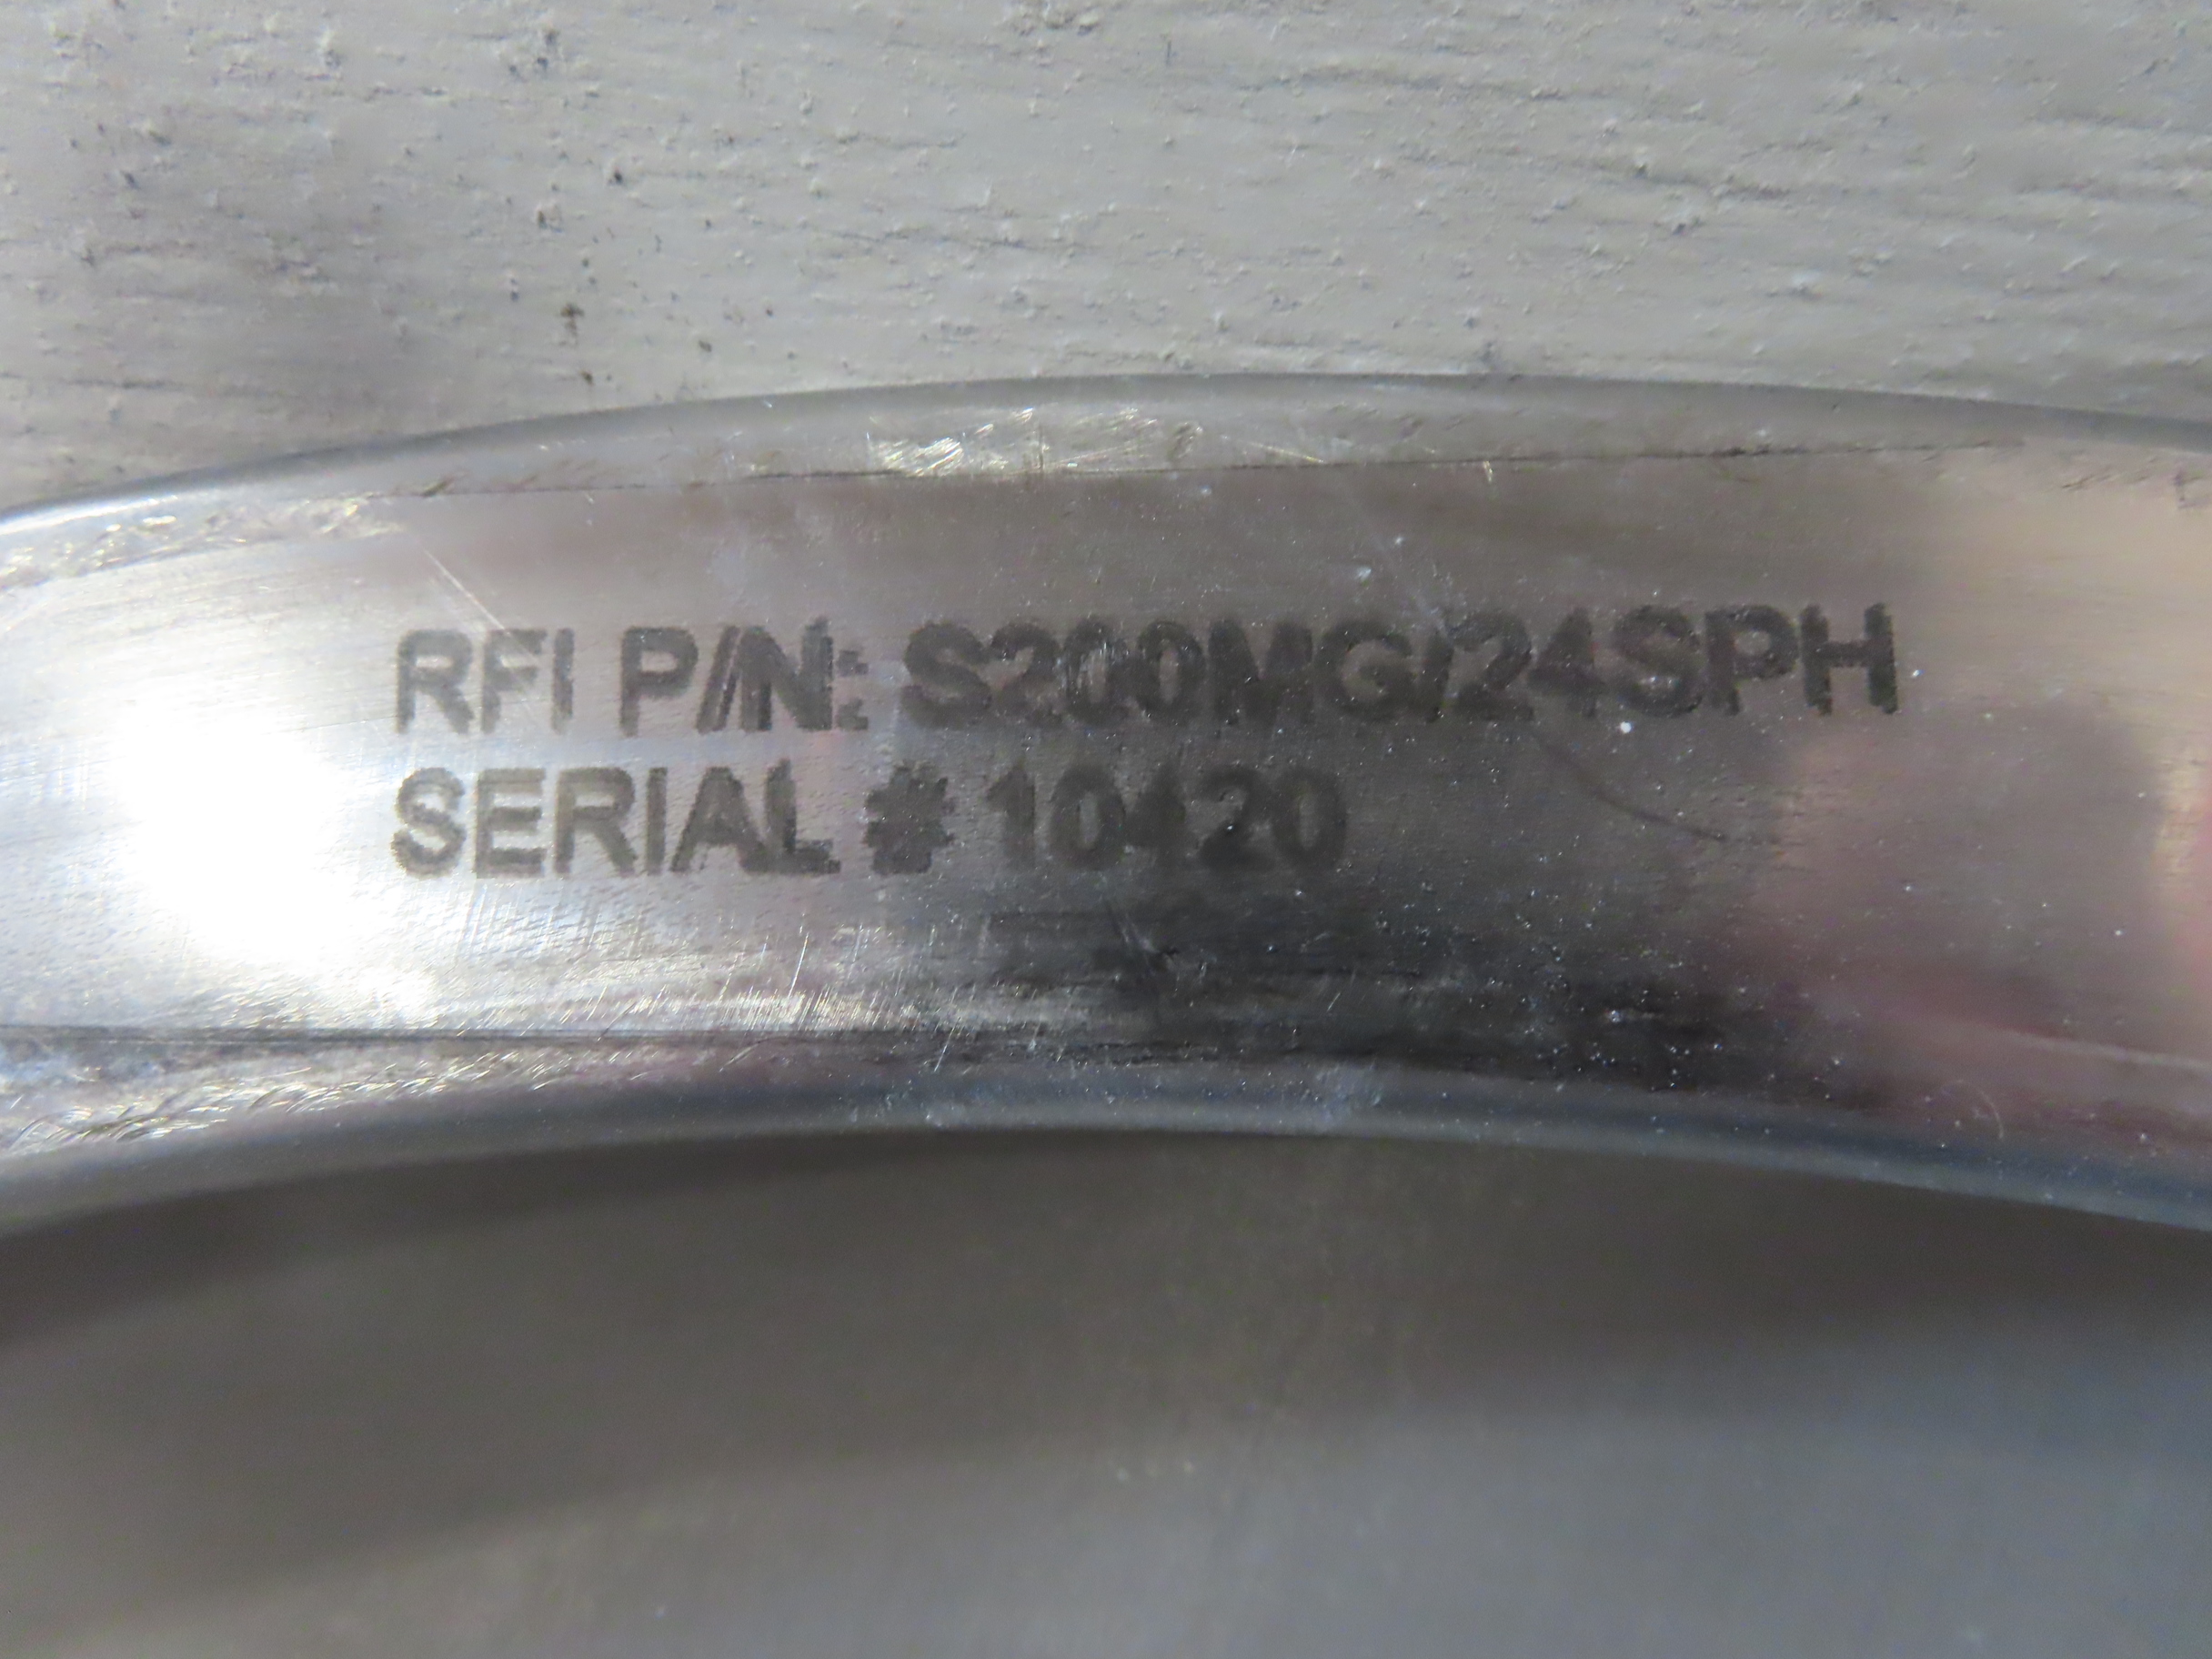 RFI P/N: S200MG/24SPH
SERIAL # 10420